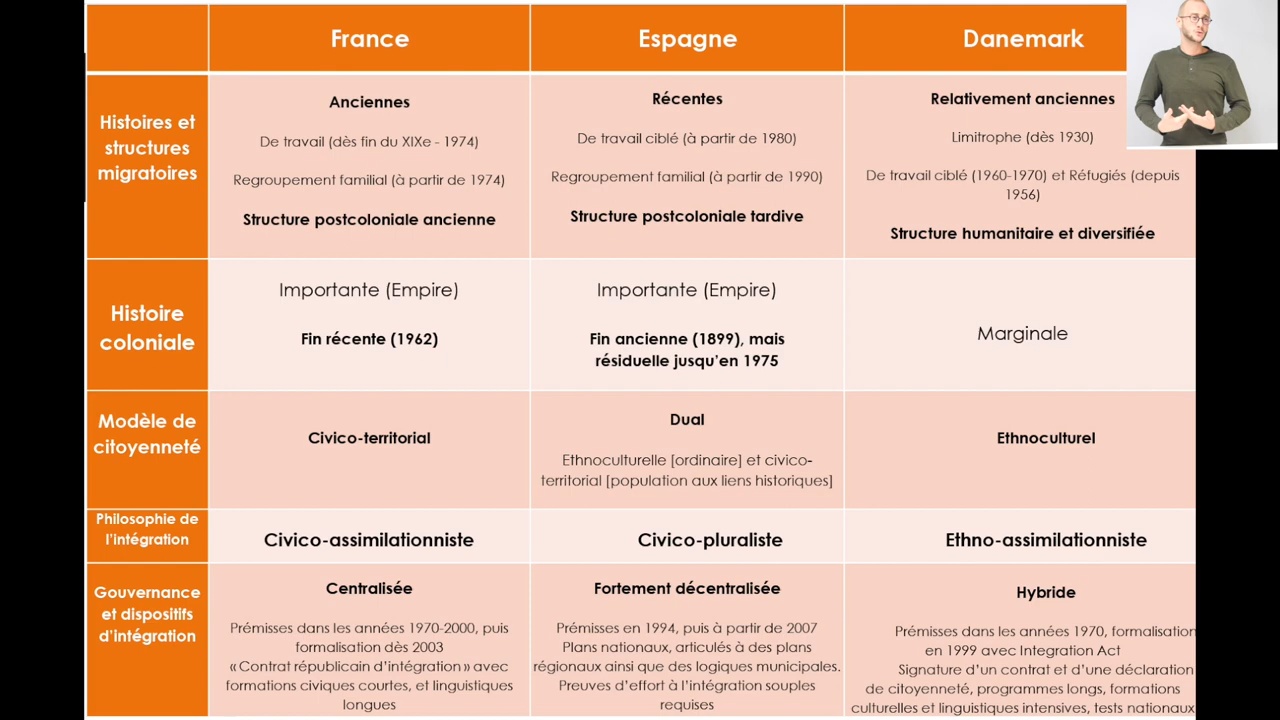 France
Espagne
Danemark
Histoires et
structures
migratoires
Anciennes
De travail (dès fin du XIXe - 1974)
Regroupement familial (à partir de 1974)
Structure postcoloniale ancienne
Récentes
De travail ciblé (à partir de 1980)
Regroupement familial (à partir de 1990)
Structure postcoloniale tardive
Relativement anciennes
Limitrophe (dès 1930)
De travail ciblé (1960-1970) et Réfugiés (depuis
1956)
Structure humanitaire et diversifiée
Histoire
coloniale
Importante (Empire)
Fin récente (1962)
Importante (Empire)
Fin ancienne (1899), mais
résiduelle jusqu'en 1975
Marginale
Modèle de
citoyenneté
Civico-territorial
Dual
Ethnoculturelle [ordinaire] et civico-
territorial [population aux liens historiques]
Ethnoculturel
Philosophie de
l'intégration
Civico-assimilationniste
Civico-pluraliste
Ethno-assimilationniste
Gouvernance
et dispositifs
d'intégration
Centralisée
Prémisses dans les années 1970-2000, puis
formalisation dès 2003
« Contrat républicain d'intégration » avec
formations civiques courtes, et linguistiques
longues
Fortement décentralisée
Prémisses en 1994, puis à partir de 2007
Plans nationaux, articulés à des plans
régionaux ainsi que des logiques municipales.
Preuves d'effort à l'intégration souples
requises
Hybride
Prémisses dans les années 1970, formalisation
en 1999 avec Integration Act
Signature d'un contrat et d'une déclaration
de citoyenneté, programmes longs, formations
culturelles et linguistiques intensives, tests nationaux